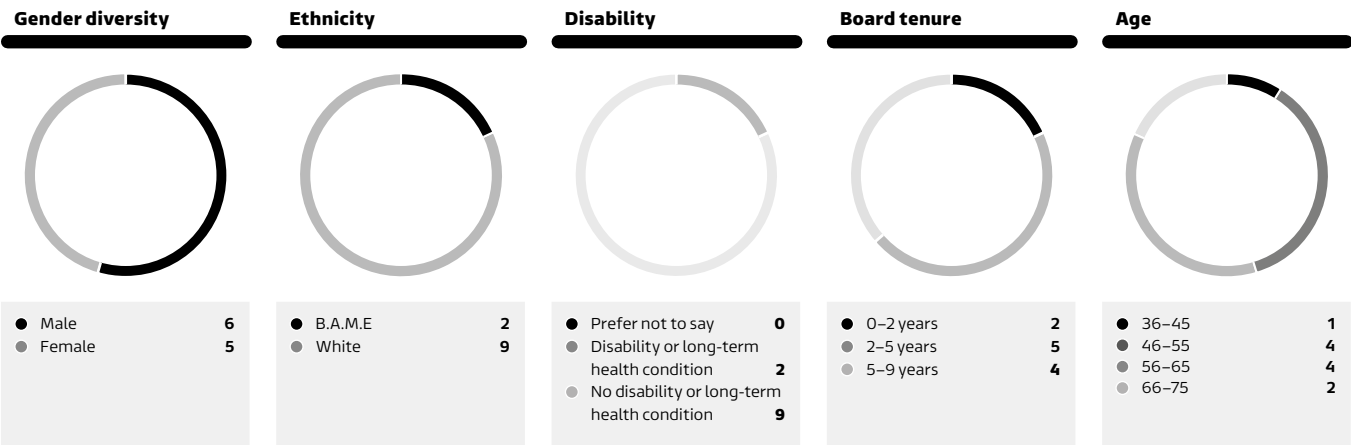 Gender diversity
Male 6
Female 5
Ethnicity
B.A.M.E 2
White 9
Disability
Prefer not to say 0
Disability or long-term
health condition 2
No disability or long-term
health condition 9
Board tenure
0–2 years 2
2–5 years 5
5–9 years 4
Age
36–45 1
46–55 4
56–65 4
66–75 2